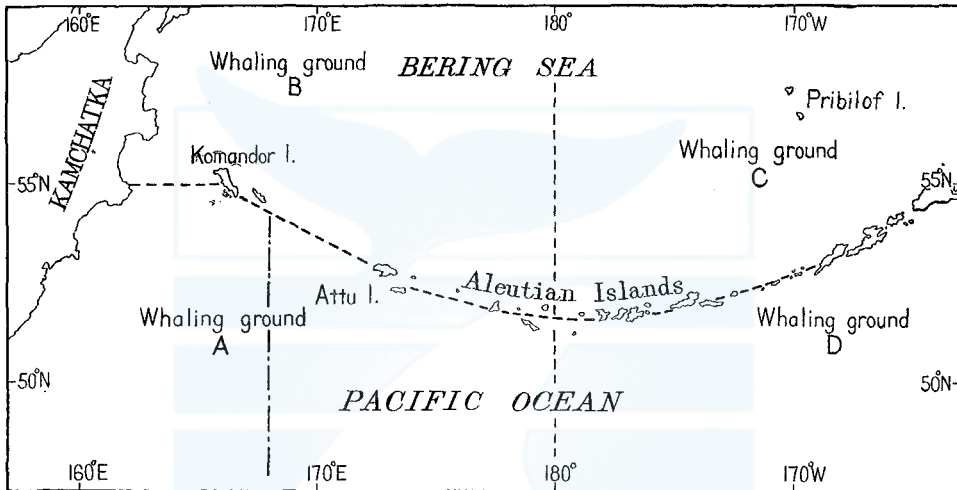 160°E 170°E 180° 170°W
Whaling ground
B
BERING SEA
Pribilof I.
KAMCHATKA
Komandor I.
Whaling ground
C
55°N
55°N
Attu I.
Aleutian Islands
Whaling ground
A
Whaling ground
D
50°N
50°N
PACIFIC OCEAN
160°E 170°E 180° 170°W